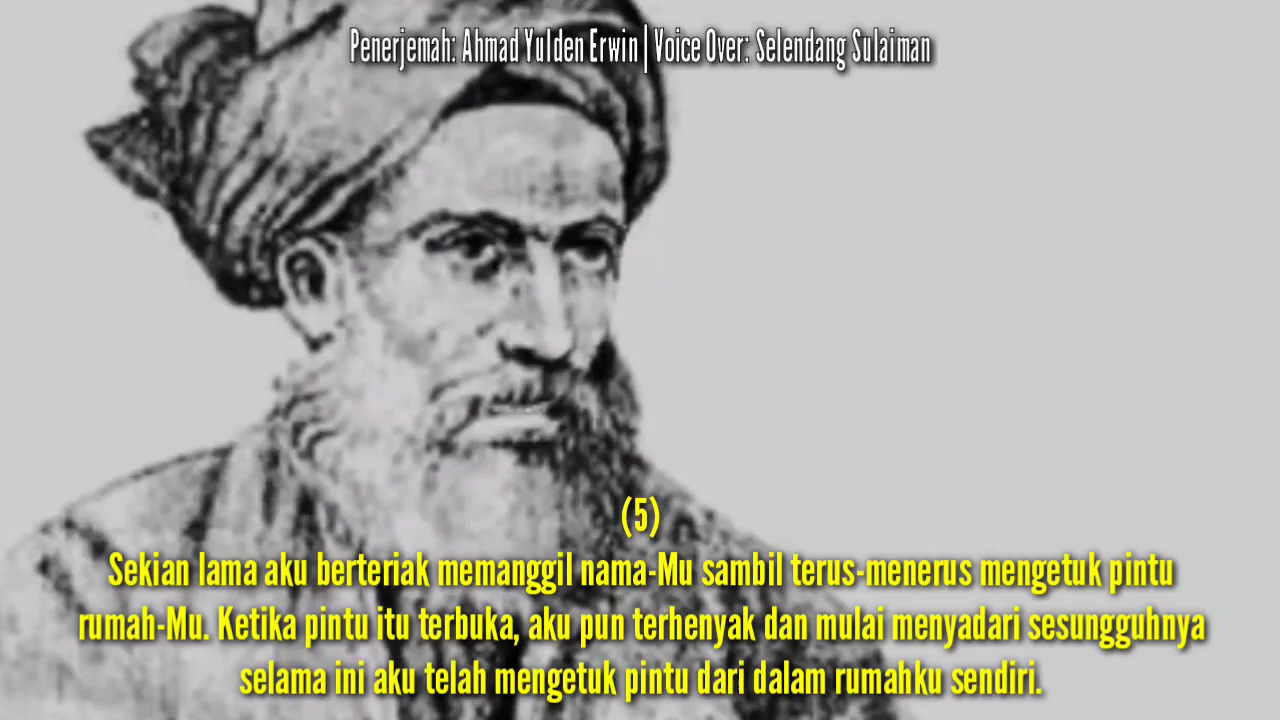 Penerjemah: Ahmad Yulden Erwin | Voice Over: Selendang Sulaiman
(5)
Sekian lama aku berteriak memanggil nama-Mu sambil terus-menerus mengetuk pintu
rumah-Mu. Ketika pintu itu terbuka, aku pun terhenyak dan mulai menyadari sesungguhnya
selama ini aku telah mengetuk pintu dari dalam rumahku sendiri.